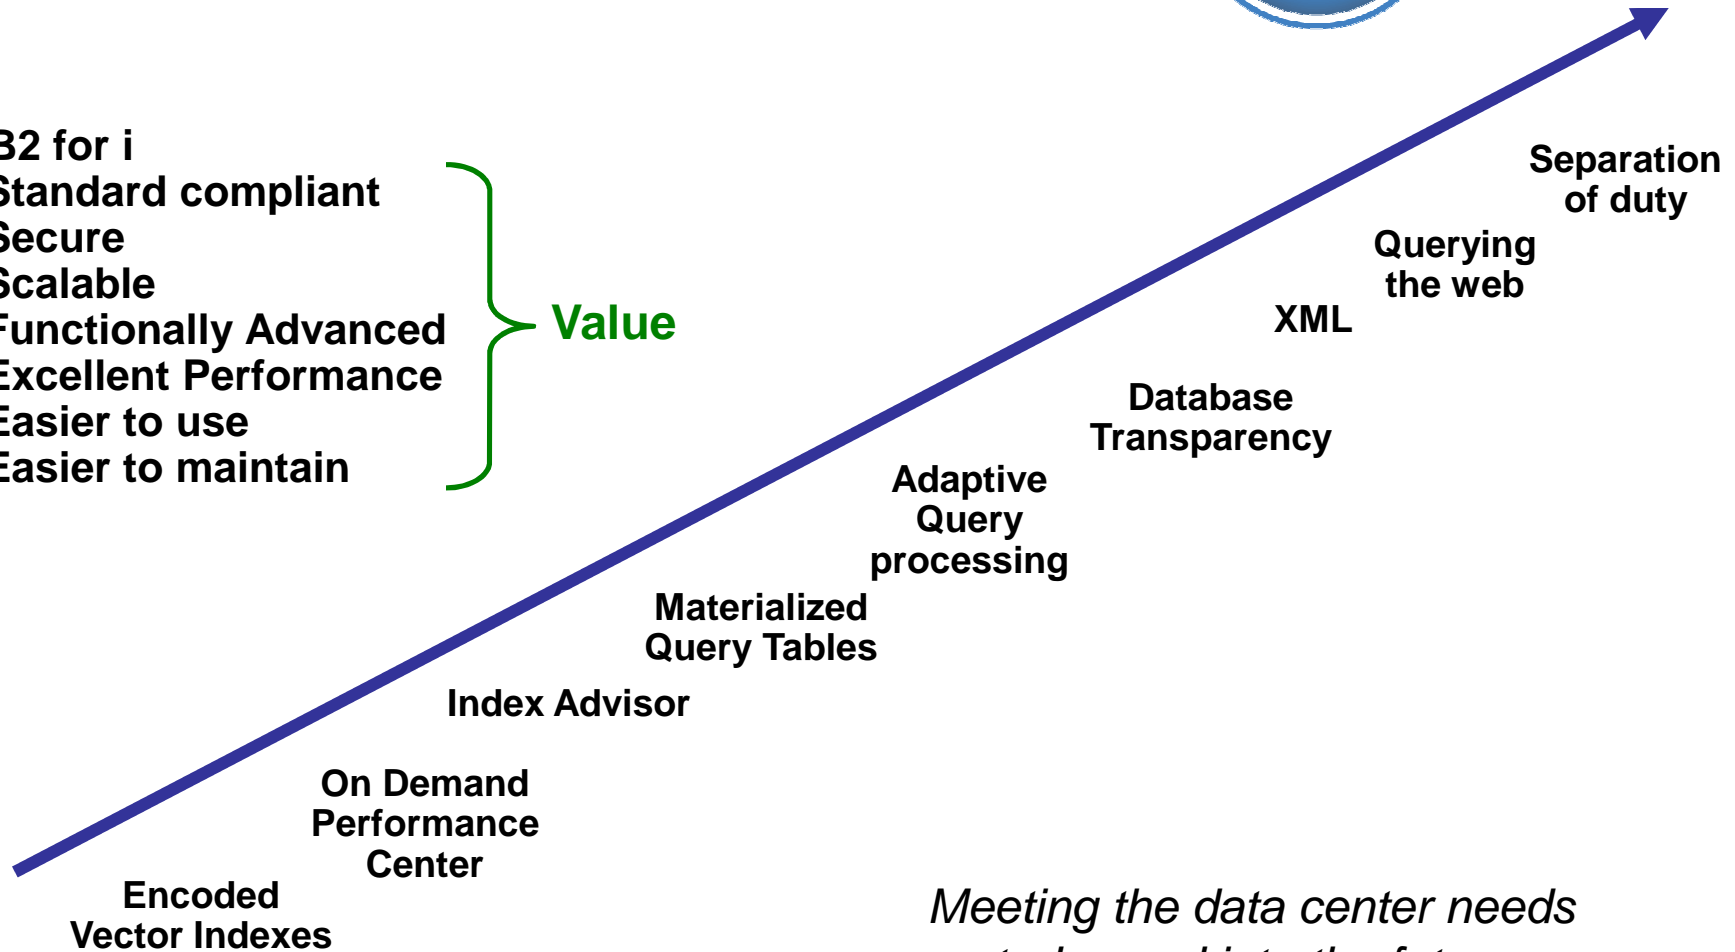 B2 for i
Standard compliant
Secure
Scalable
Functionally Advanced
Excellent Performance
Easier to use
Easier to maintain
Value
Separation
of duty
Querying
the web
XML
Database
Transparency
Adaptive
Query
processing
Materialized
Query Tables
Index Advisor
On Demand
Performance
Center
Encoded
Vector Indexes
Meeting the data center needs